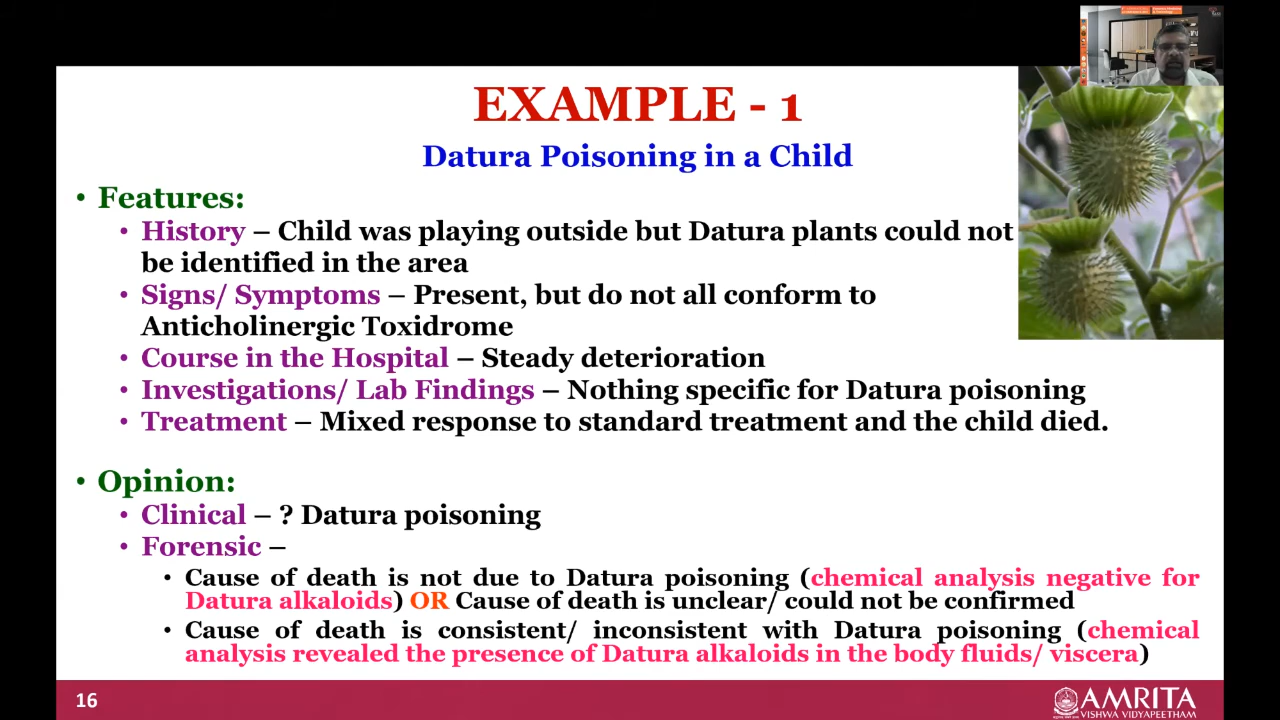 EXAMPLE - 1
Datura Poisoning in a Child
• Features:
• History – Child was playing outside but Datura plants could not
be identified in the area
• Signs/ Symptoms – Present, but do not all conform to
Anticholinergic Toxidrome
• Course in the Hospital – Steady deterioration
• Investigations/ Lab Findings – Nothing specific for Datura poisoning
• Treatment – Mixed response to standard treatment and the child died.
• Opinion:
• Clinical – ? Datura poisoning
• Forensic –
• Cause of death is not due to Datura poisoning (chemical analysis negative for
Datura alkaloids) OR Cause of death is unclear/ could not be confirmed
• Cause of death is consistent/ inconsistent with Datura poisoning (chemical
analysis revealed the presence of Datura alkaloids in the body fluids/ viscera)
16
AMRITA
VISHWA VIDYAPEETHAM